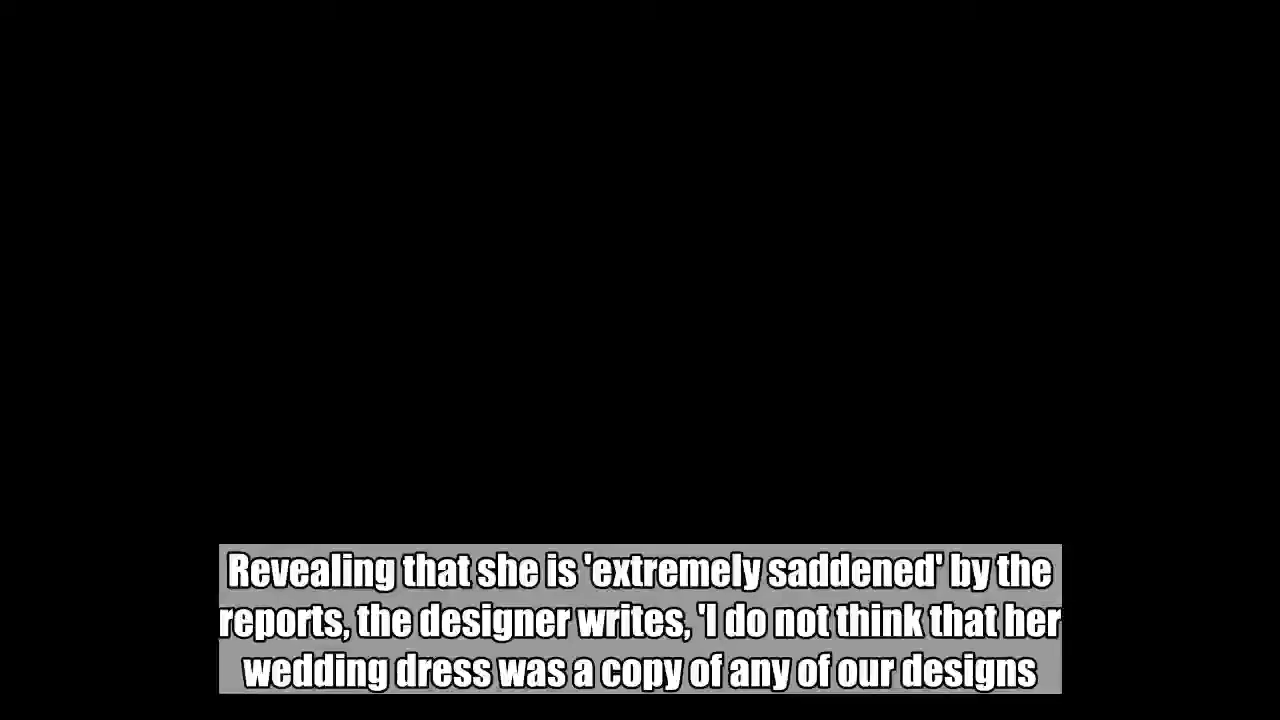 Revealing that she is 'extremely saddened' by the
reports, the designer writes, 'I do not think that her
wedding dress was a copy of any of our designs